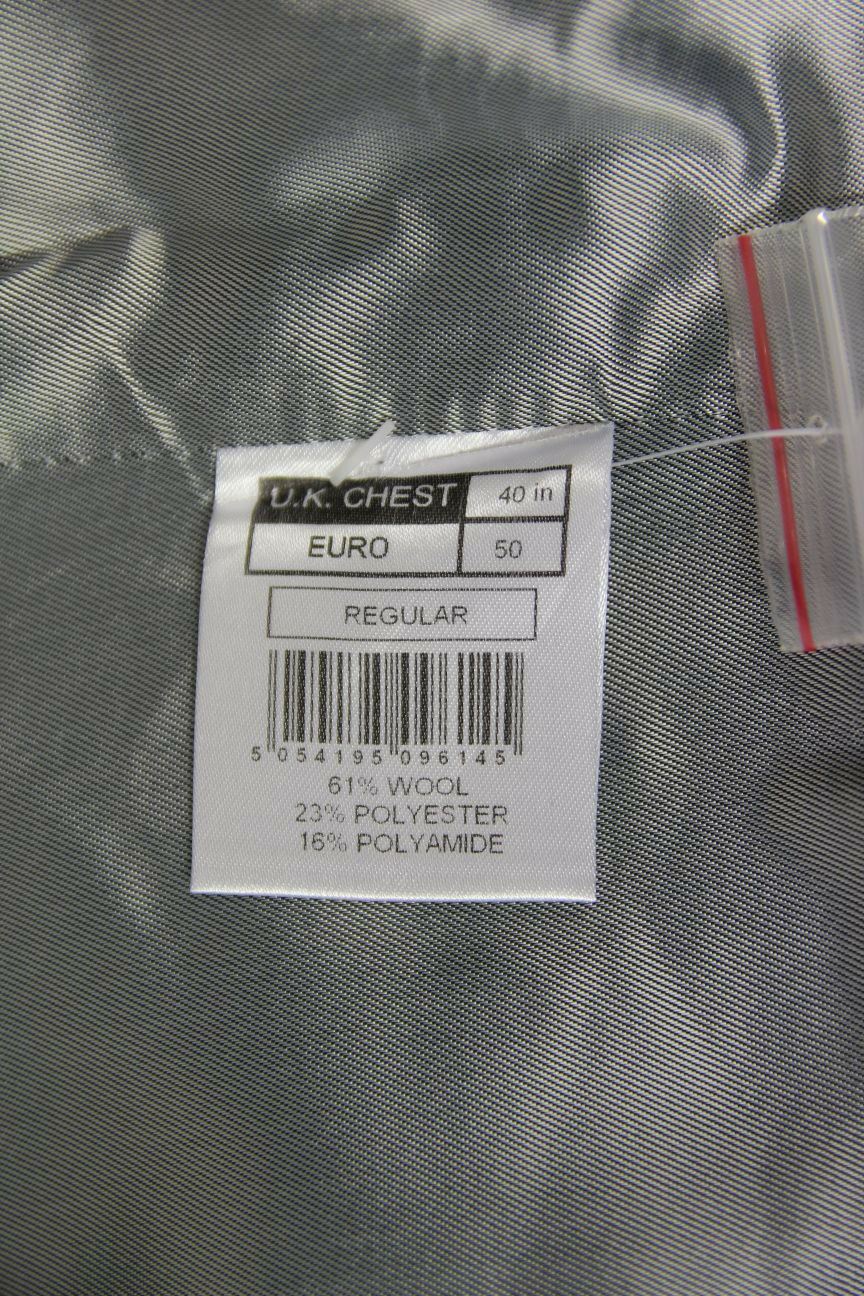 U.K. CHEST 40 in
EURO 50
REGULAR
5 054195 096145
61% WOOL
23% POLYESTER
16% POLYAMIDE